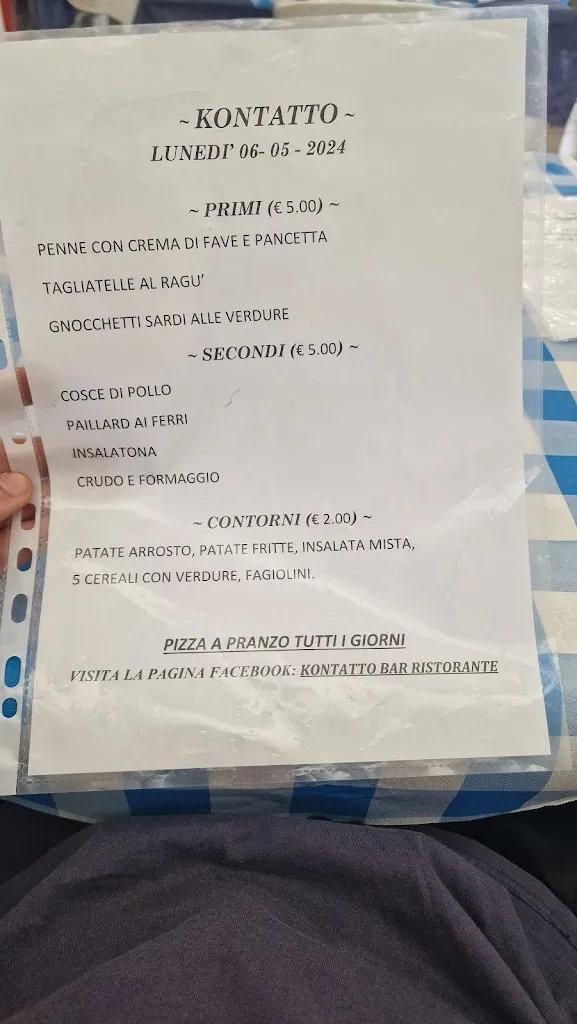 ~ KONTATTO ~
LUNEDI’ 06- 05 - 2024
~ PRIMI (€ 5.00) ~
PENNE CON CREMA DI FAVE E PANCETTA
TAGLIATELLE AL RAGU’
GNOCCHETTI SARDI ALLE VERDURE
~ SECONDI (€ 5.00) ~
COSCE DI POLLO
PAILLARD AI FERRI
INSALATONA
CRUDO E FORMAGGIO
~ CONTORNI (€ 2.00) ~
PATATE ARROSTO, PATATE FRITTE, INSALATA MISTA,
5 CEREALI CON VERDURE, FAGIOLINI.
PIZZA A PRANZO TUTTI I GIORNI
VISITA LA PAGINA FACEBOOK: KONTATTO BAR RISTORANTE